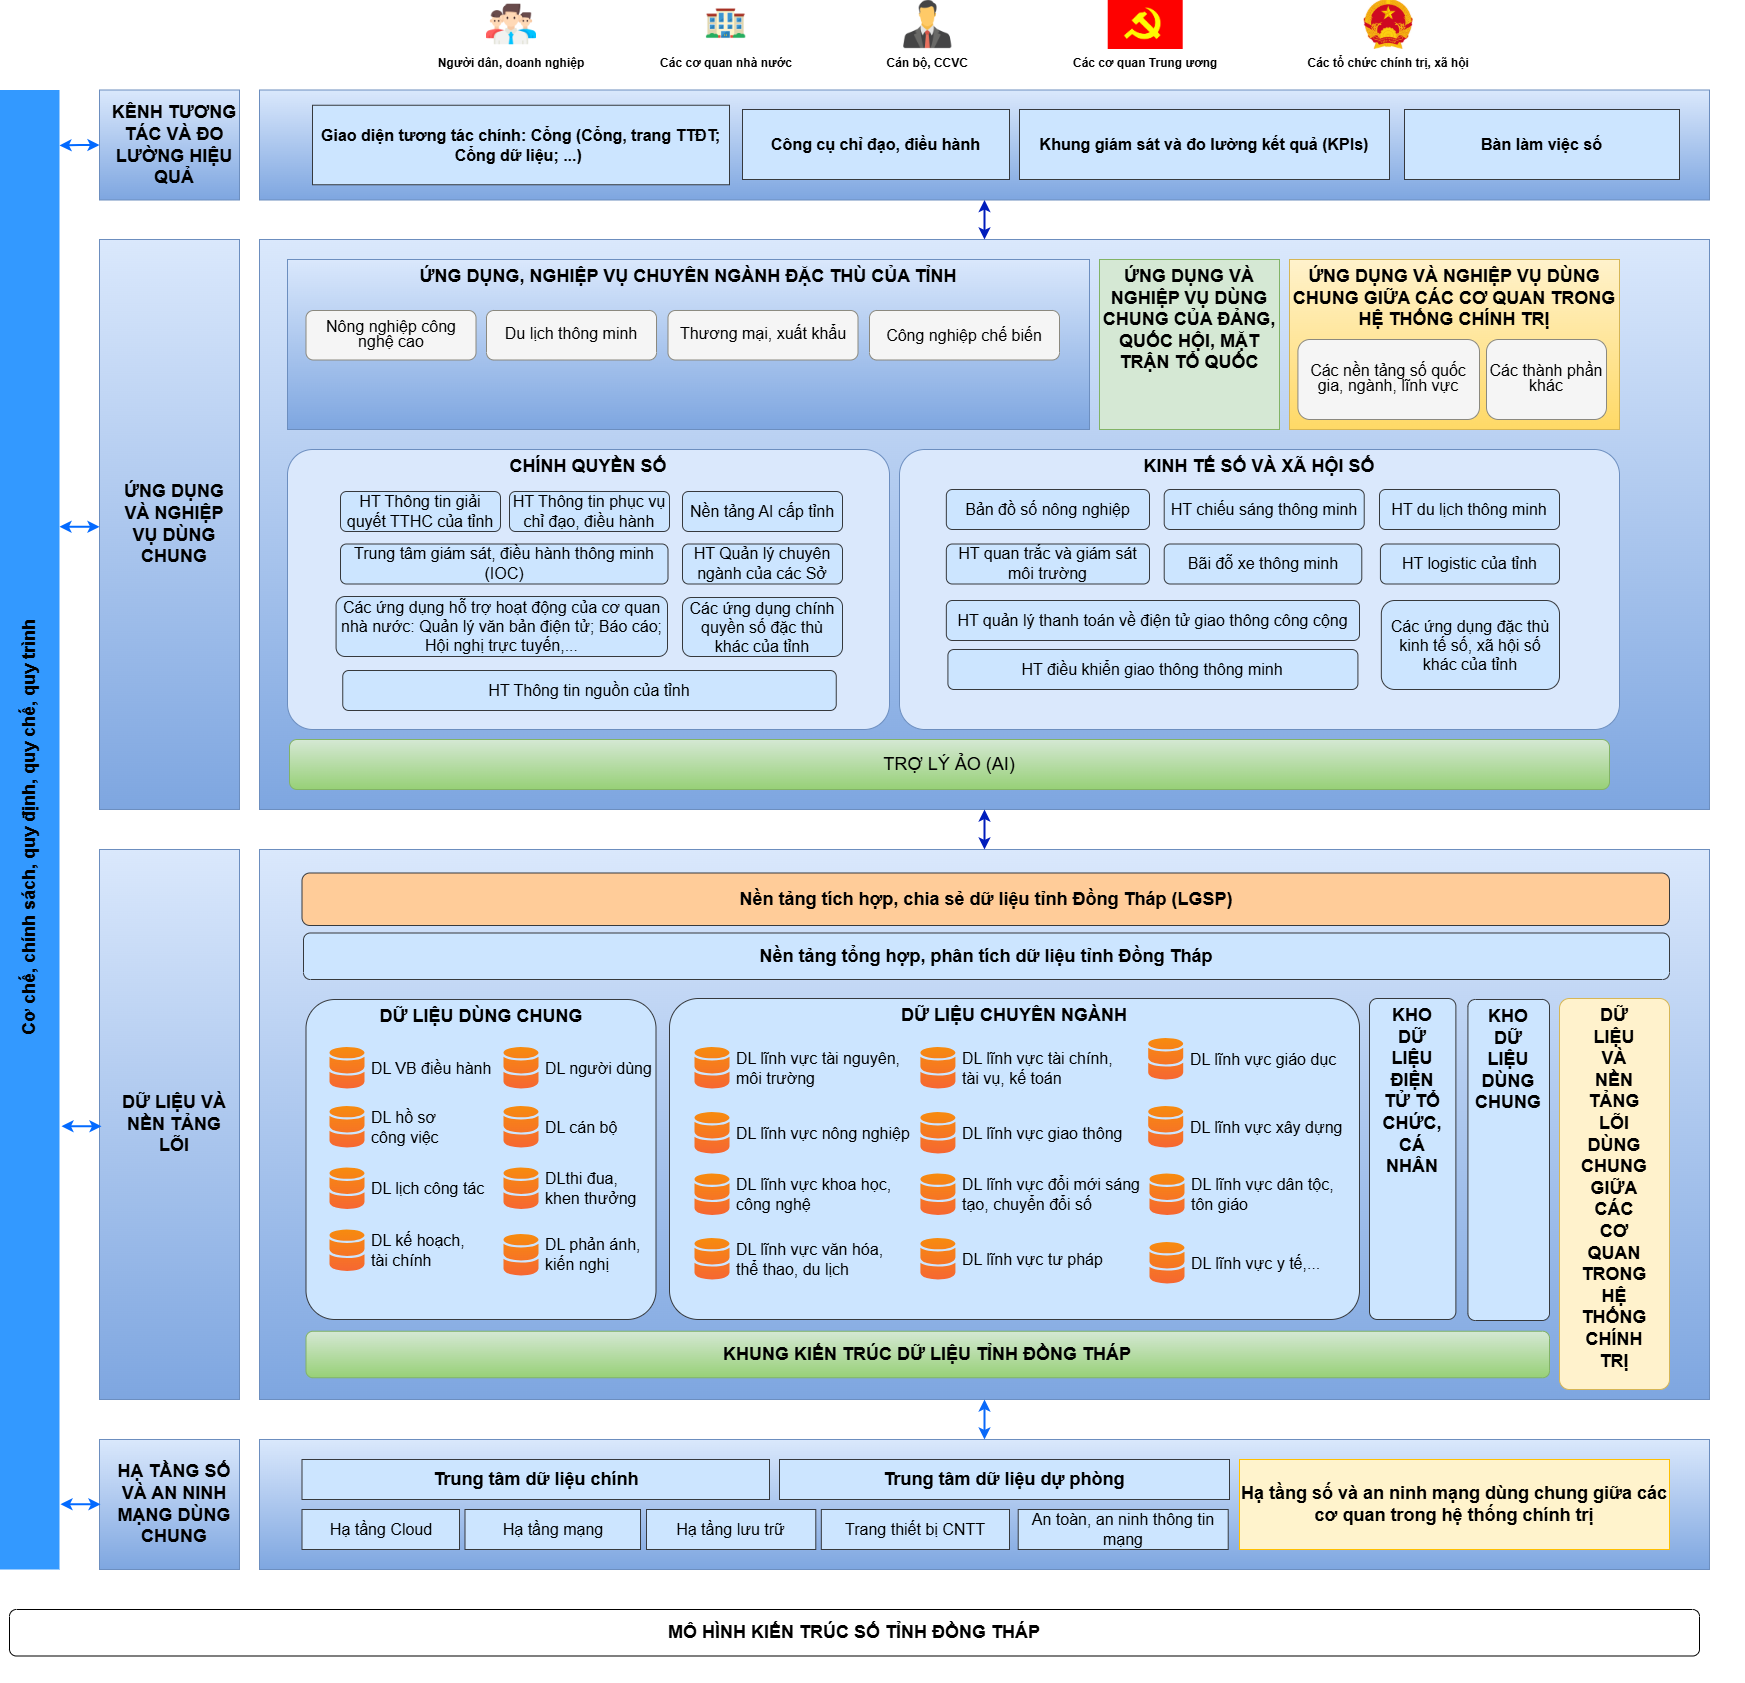 Người dân, doanh nghiệp
Các cơ quan nhà nước
Cán bộ, CCVC
Các cơ quan Trung ương
Các tổ chức chính trị, xã hội
Cơ chế, chính sách, quy định, quy chế, quy trình
KÊNH TƯƠNG
TÁC VÀ ĐO
LƯỜNG HIỆU
QUẢ
Giao diện tương tác chính: Cổng (Cổng, trang TTĐT;
Cổng dữ liệu; ...)
Công cụ chỉ đạo, điều hành
Khung giám sát và đo lường kết quả (KPIs)
Bàn làm việc số
ỨNG DỤNG
VÀ NGHIỆP
VỤ DÙNG
CHUNG
ỨNG DỤNG, NGHIỆP VỤ CHUYÊN NGÀNH ĐẶC THÙ CỦA TỈNH
Nông nghiệp công
nghệ cao
Du lịch thông minh
Thương mại, xuất khẩu
Công nghiệp chế biến
ỨNG DỤNG VÀ
NGHIỆP VỤ DÙNG
CHUNG CỦA ĐẢNG,
QUỐC HỘI, MẶT
TRẬN TỔ QUỐC
ỨNG DỤNG VÀ NGHIỆP VỤ DÙNG
CHUNG GIỮA CÁC CƠ QUAN TRONG
HỆ THỐNG CHÍNH TRỊ
Các nền tảng số quốc
gia, ngành, lĩnh vực
Các thành phần
khác
CHÍNH QUYỀN SỐ
HT Thông tin giải
quyết TTHC của tỉnh
HT Thông tin phục vụ
chỉ đạo, điều hành
Nền tảng AI cấp tỉnh
Trung tâm giám sát, điều hành thông minh
(IOC)
HT Quản lý chuyên
ngành của các Sở
Các ứng dụng hỗ trợ hoạt động của cơ quan
nhà nước: Quản lý văn bản điện tử; Báo cáo;
Hội nghị trực tuyến,...
Các ứng dụng chính
quyền số đặc thù
khác của tỉnh
HT Thông tin nguồn của tỉnh
KINH TẾ SỐ VÀ XÃ HỘI SỐ
Bản đồ số nông nghiệp
HT chiếu sáng thông minh
HT du lịch thông minh
HT quan trắc và giám sát
môi trường
Bãi đỗ xe thông minh
HT logistic của tỉnh
HT quản lý thanh toán về điện tử giao thông công cộng
HT điều khiển giao thông thông minh
Các ứng dụng đặc thù
kinh tế số, xã hội số
khác của tỉnh
TRỢ LÝ ẢO (AI)
DỮ LIỆU VÀ
NỀN TẢNG
LÕI
Nền tảng tích hợp, chia sẻ dữ liệu tỉnh Đồng Tháp (LGSP)
Nền tảng tổng hợp, phân tích dữ liệu tỉnh Đồng Tháp
DỮ LIỆU DÙNG CHUNG
DL VB điều hành
DL người dùng
DL hồ sơ
công việc
DL cán bộ
DL lịch công tác
DLthi đua,
khen thưởng
DL kế hoạch,
tài chính
DL phản ánh,
kiến nghị
DỮ LIỆU CHUYÊN NGÀNH
DL lĩnh vực tài nguyên,
môi trường
DL lĩnh vực tài chính,
tài vụ, kế toán
DL lĩnh vực giáo dục
DL lĩnh vực nông nghiệp
DL lĩnh vực giao thông
DL lĩnh vực xây dựng
DL lĩnh vực khoa học,
công nghệ
DL lĩnh vực đổi mới sáng
tạo, chuyển đổi số
DL lĩnh vực dân tộc,
tôn giáo
DL lĩnh vực văn hóa,
thể thao, du lịch
DL lĩnh vực tư pháp
DL lĩnh vực y tế,...
KHO
DỮ
LIỆU
ĐIỆN
TỬ TỔ
CHỨC,
CÁ
NHÂN
KHO
DỮ
LIỆU
DÙNG
CHUNG
DỮ
LIỆU
VÀ
NỀN
TẢNG
LÕI
DÙNG
CHUNG
GIỮA
CÁC
CƠ
QUAN
TRONG
HỆ
THỐNG
CHÍNH
TRỊ
KHUNG KIẾN TRÚC DỮ LIỆU TỈNH ĐỒNG THÁP
HẠ TẦNG SỐ
VÀ AN NINH
MẠNG DÙNG
CHUNG
Trung tâm dữ liệu chính
Trung tâm dữ liệu dự phòng
Hạ tầng Cloud
Hạ tầng mạng
Hạ tầng lưu trữ
Trang thiết bị CNTT
An toàn, an ninh thông tin
mạng
Hạ tầng số và an ninh mạng dùng chung giữa các
cơ quan trong hệ thống chính trị
MÔ HÌNH KIẾN TRÚC SỐ TỈNH ĐỒNG THÁP